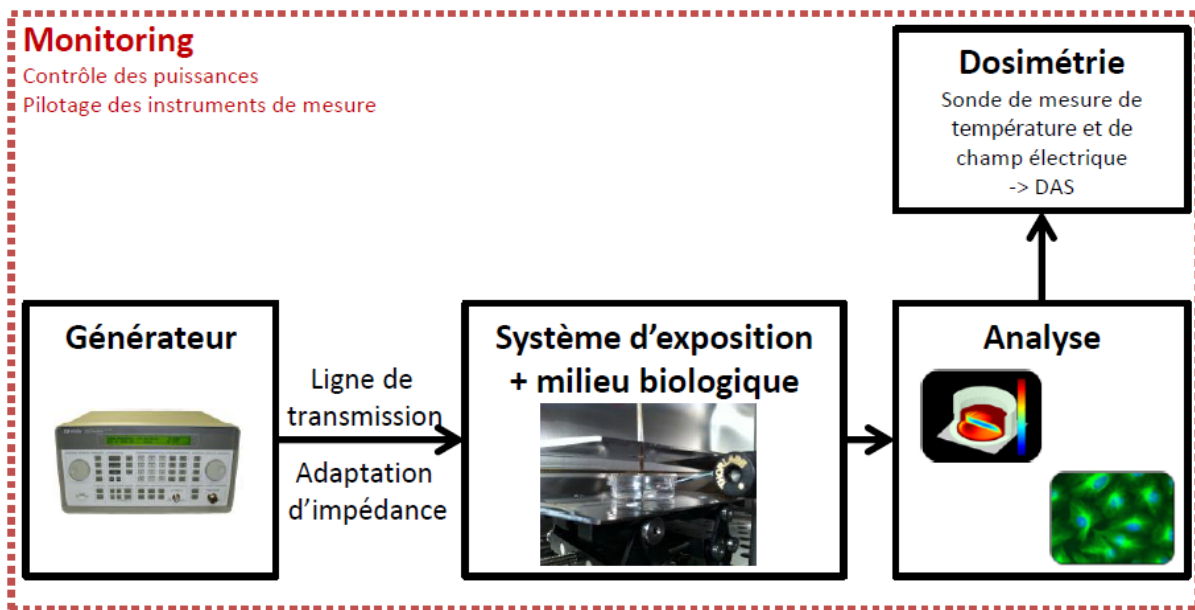 Monitoring
Contrôle des puissances
Pilotage des instruments de mesure
Dosimétrie
Sonde de mesure de
température et de
champ électrique
-> DAS
Générateur
Ligne de
transmission
Adaptation
d'impédance
Système d'exposition
+ milieu biologique
Analyse